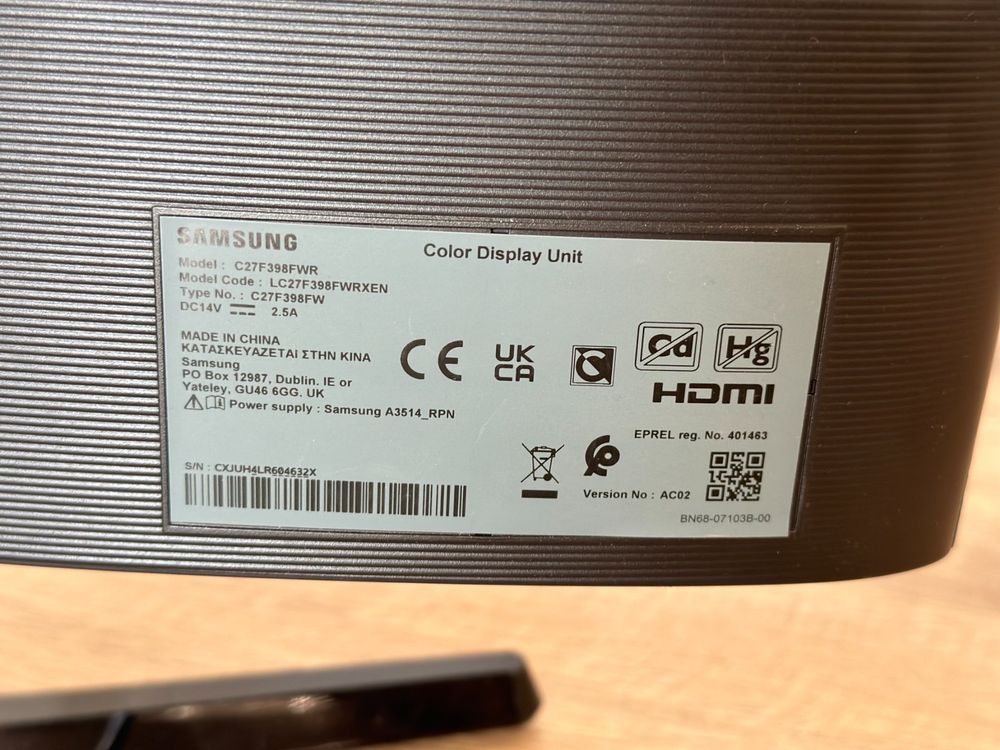 SAMSUNG
Color Display Unit
Model : C27F398FWR
Model Code : LC27F398FWRXEN
Type No. : C27F398FW
DC14V 2.5A
MADE IN CHINA
ΚΑΤΑΣΚΕΥΑΖΕΤΑΙ ΣΤΗΝ ΚΙΝΑ
Samsung
PO Box 12987, Dublin. IE or
Yateley, GU46 6GG. UK
Power supply : Samsung A3514_RPN
CE
UK
CA
Cd
Hg
HDMI
EPREL reg. No. 401463
S/N : CXJUH4LR604632X
Version No : AC02
BN68-07103B-00